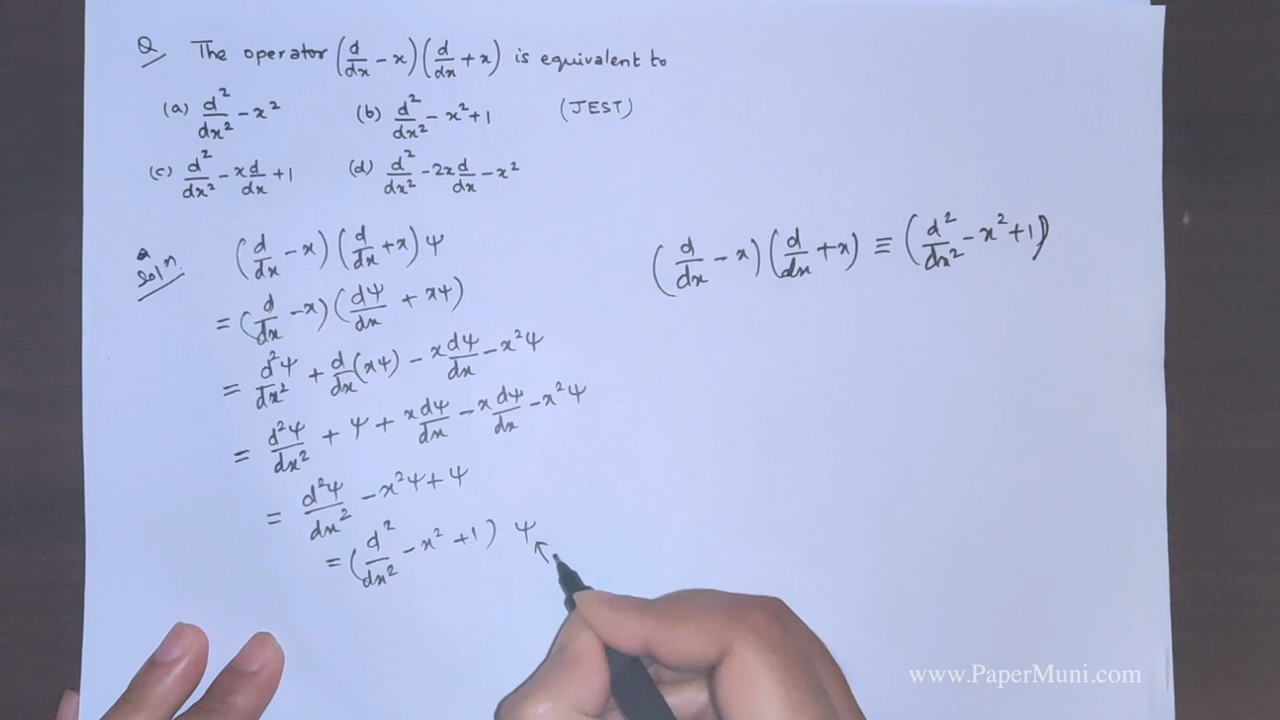 Q The operator (d/dx - x)(d/dx + x) is equivalent to
(a) d²/dx² - x² (b) d²/dx² - x² + 1 (JEST)
(c) d²/dx² - x d/dx + 1 (d) d²/dx² - 2x d/dx - x²
Soln. (d/dx - x)(d/dx + x) ψ
= (d/dx - x)(dψ/dx + xψ)
= d²ψ/dx² + d/dx (xψ) - x dψ/dx - x²ψ
= d²ψ/dx² + ψ + x dψ/dx - x dψ/dx - x²ψ
= d²ψ/dx² - x²ψ + ψ
= (d²/dx² - x² + 1) ψ
(d/dx - x)(d/dx + x) ≡ (d²/dx² - x² + 1)
www.PaperMuni.com